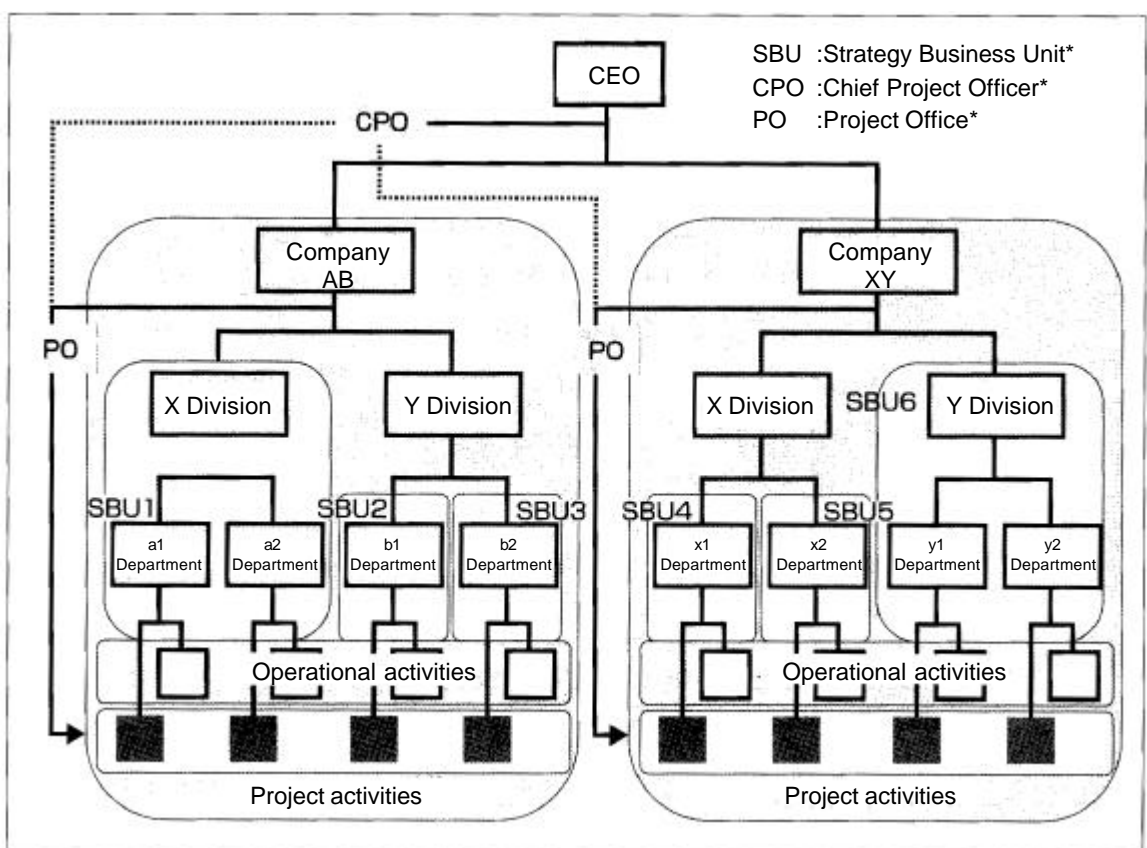 CEO
SBU :Strategy Business Unit*
CPO :Chief Project Officer*
PO :Project Office*
CPO
Company
AB
Company
XY
PO
PO
X Division
Y Division
X Division
SBU6
Y Division
SBU1
SBU2
SBU3
SBU4
SBU5
a1
Department
a2
Department
b1
Department
b2
Department
x1
Department
x2
Department
y1
Department
y2
Department
Operational activities
Operational activities
Project activities
Project activities